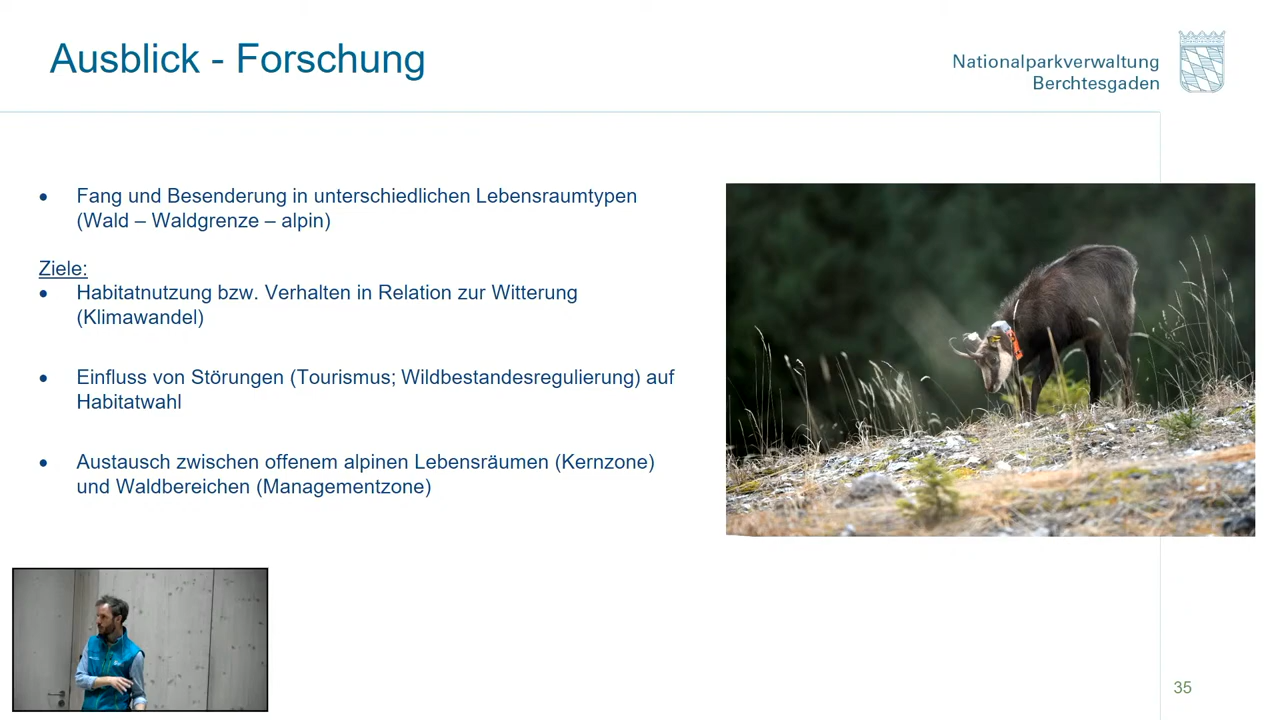 Ausblick - Forschung
Nationalparkverwaltung
Berchtesgaden
• Fang und Besenderung in unterschiedlichen Lebensraumtypen
(Wald – Waldgrenze – alpin)
Ziele:
• Habitatnutzung bzw. Verhalten in Relation zur Witterung
(Klimawandel)
• Einfluss von Störungen (Tourismus; Wildbestandesregulierung) auf
Habitatwahl
• Austausch zwischen offenem alpinen Lebensräumen (Kernzone)
und Waldbereichen (Managementzone)
35